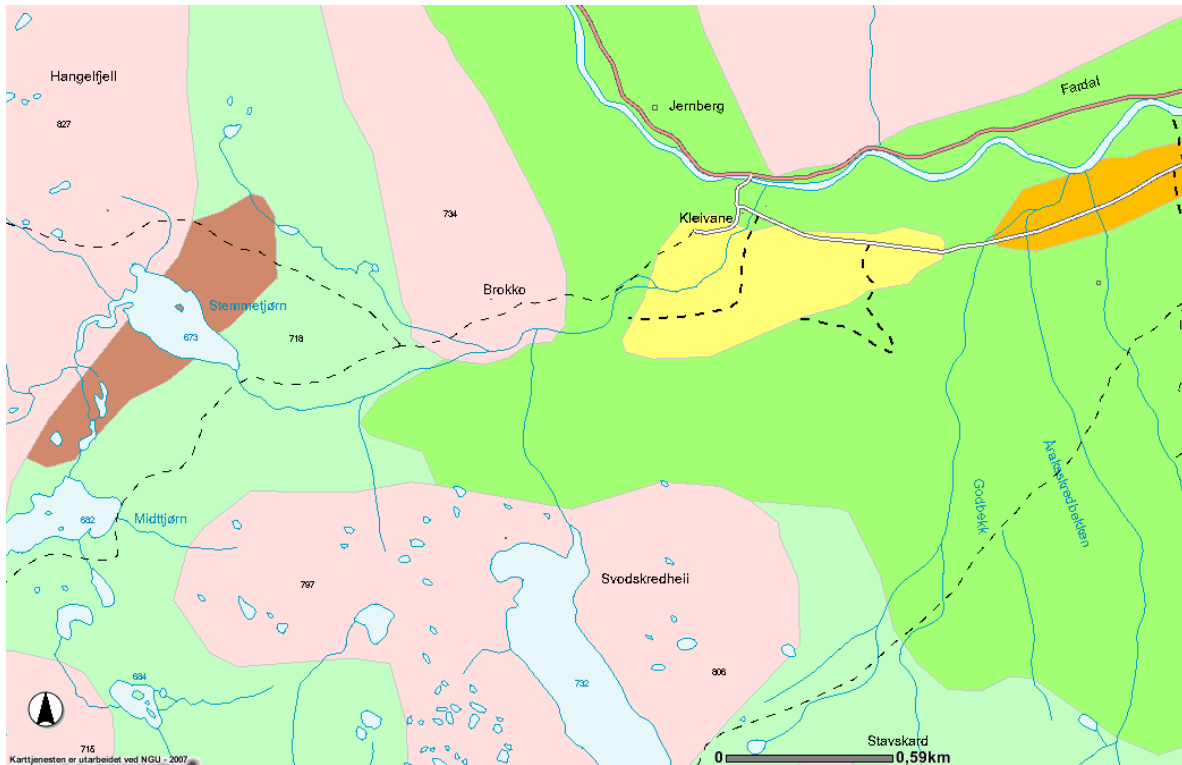 Hangelfjell
827
Jernberg
Fardal
734
Kleivane
Brokko
Stemmetjørn
673
718
682
Midttjørn
Godbekk
797
Svodskredheii
684
732
806
715
Stavskard
0
0,59km
Karttjenesten er utarbeidet ved NGU - 2007